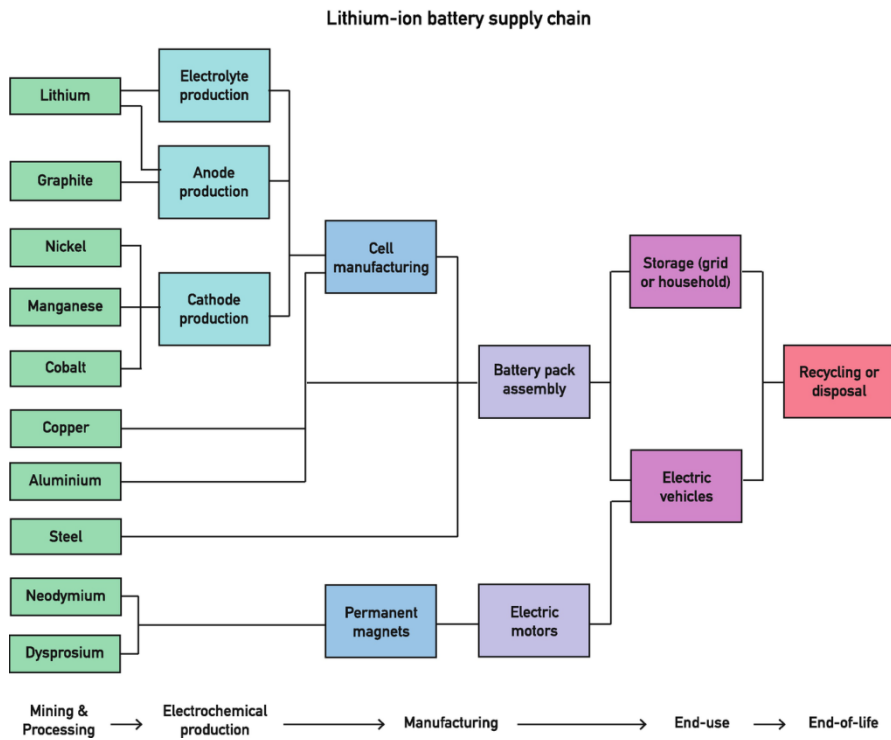 Lithium-ion battery supply chain
Lithium
Graphite
Nickel
Manganese
Cobalt
Copper
Aluminium
Steel
Neodymium
Dysprosium
Electrolyte
production
Anode
production
Cathode
production
Cell
manufacturing
Permanent
magnets
Battery pack
assembly
Electric
motors
Storage (grid
or household)
Electric
vehicles
Recycling or
disposal
Mining &
Processing
Electrochemical
production
Manufacturing
End-use
End-of-life